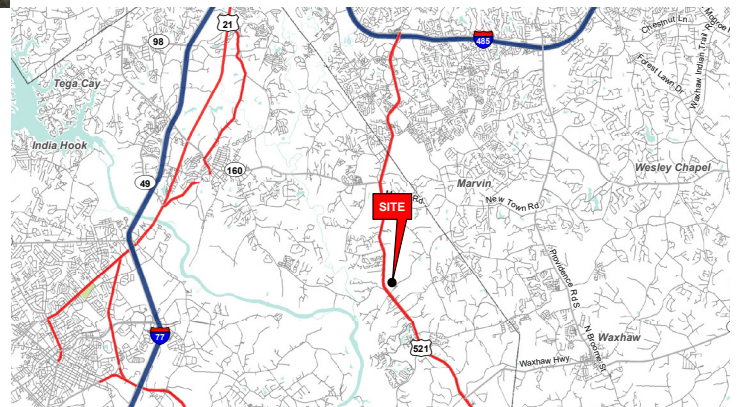 21
98
485
Chestnut Ln
Monroe R
Waxhaw Indian Trail R
Forest Lawn Dr
Tega Cay
India Hook
49
160
Wesley Chapel
Marvin
Rd
New Town Rd
SITE
Providence Rd S
N Broome St
Waxhaw
77
521
Waxhaw Hwy